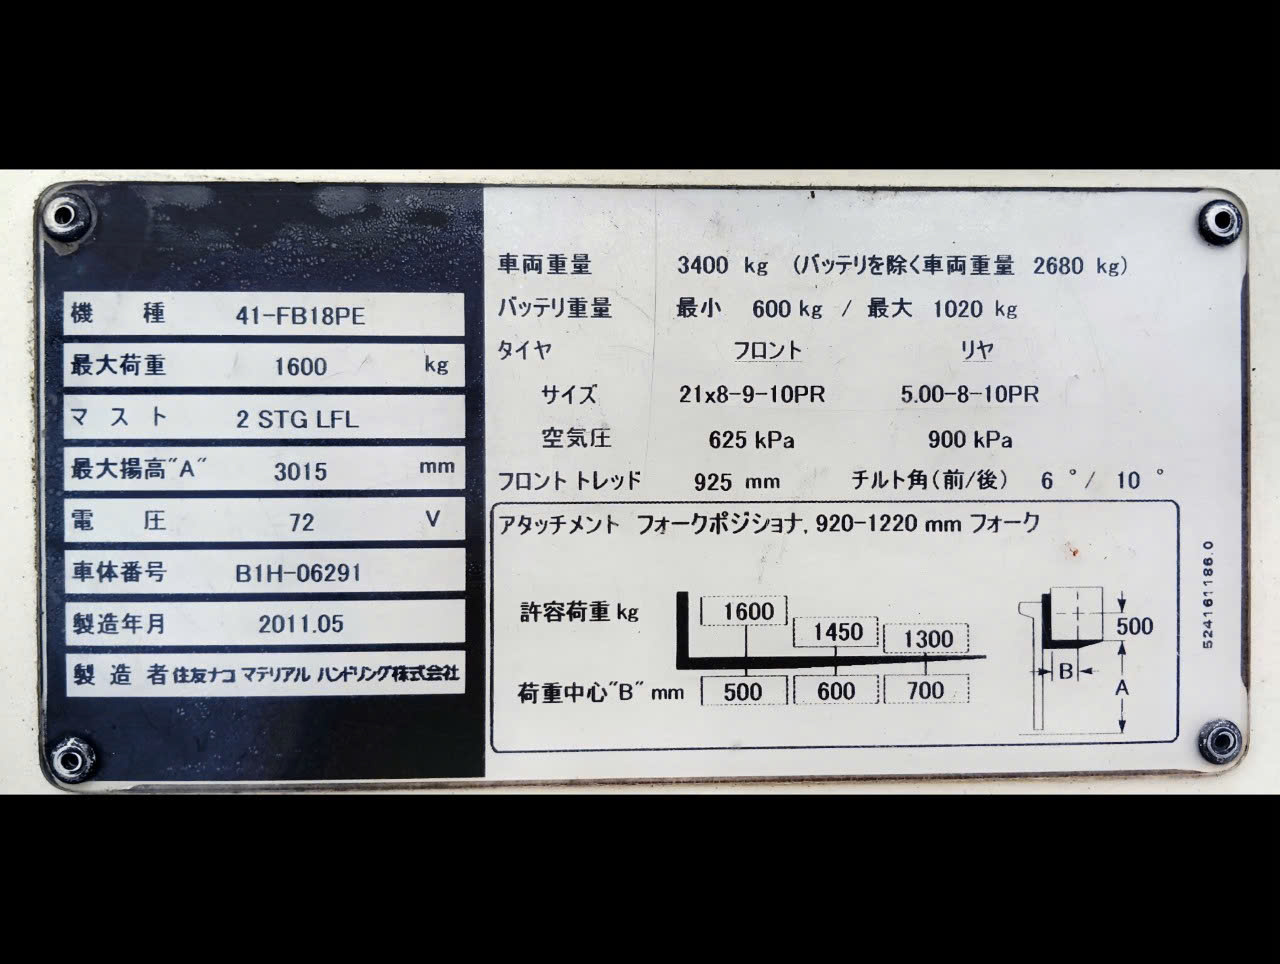 機 種 41-FB18PE
最大荷重 1600 kg
マ ス ト 2 STG LFL
最大揚高"A" 3015 mm
電 圧 72 V
車体番号 B1H-06291
製造年月 2011.05
製 造 者 住友ナコ マテリアル ハンドリング株式会社
車両重量 3400 kg (バッテリを除く車両重量 2680 kg)
バッテリ重量 最小 600 kg / 最大 1020 kg
タイヤ フロント リヤ
サイズ 21x8-9-10PR 5.00-8-10PR
空気圧 625 kPa 900 kPa
フロント トレッド 925 mm チルト角(前/後) 6 ° / 10 °
アタッチメント フォークポジショナ, 920-1220 mm フォーク
許容荷重 kg 1600 1450 1300
荷重中心"B" mm 500 600 700
500
B
A
524161186.0